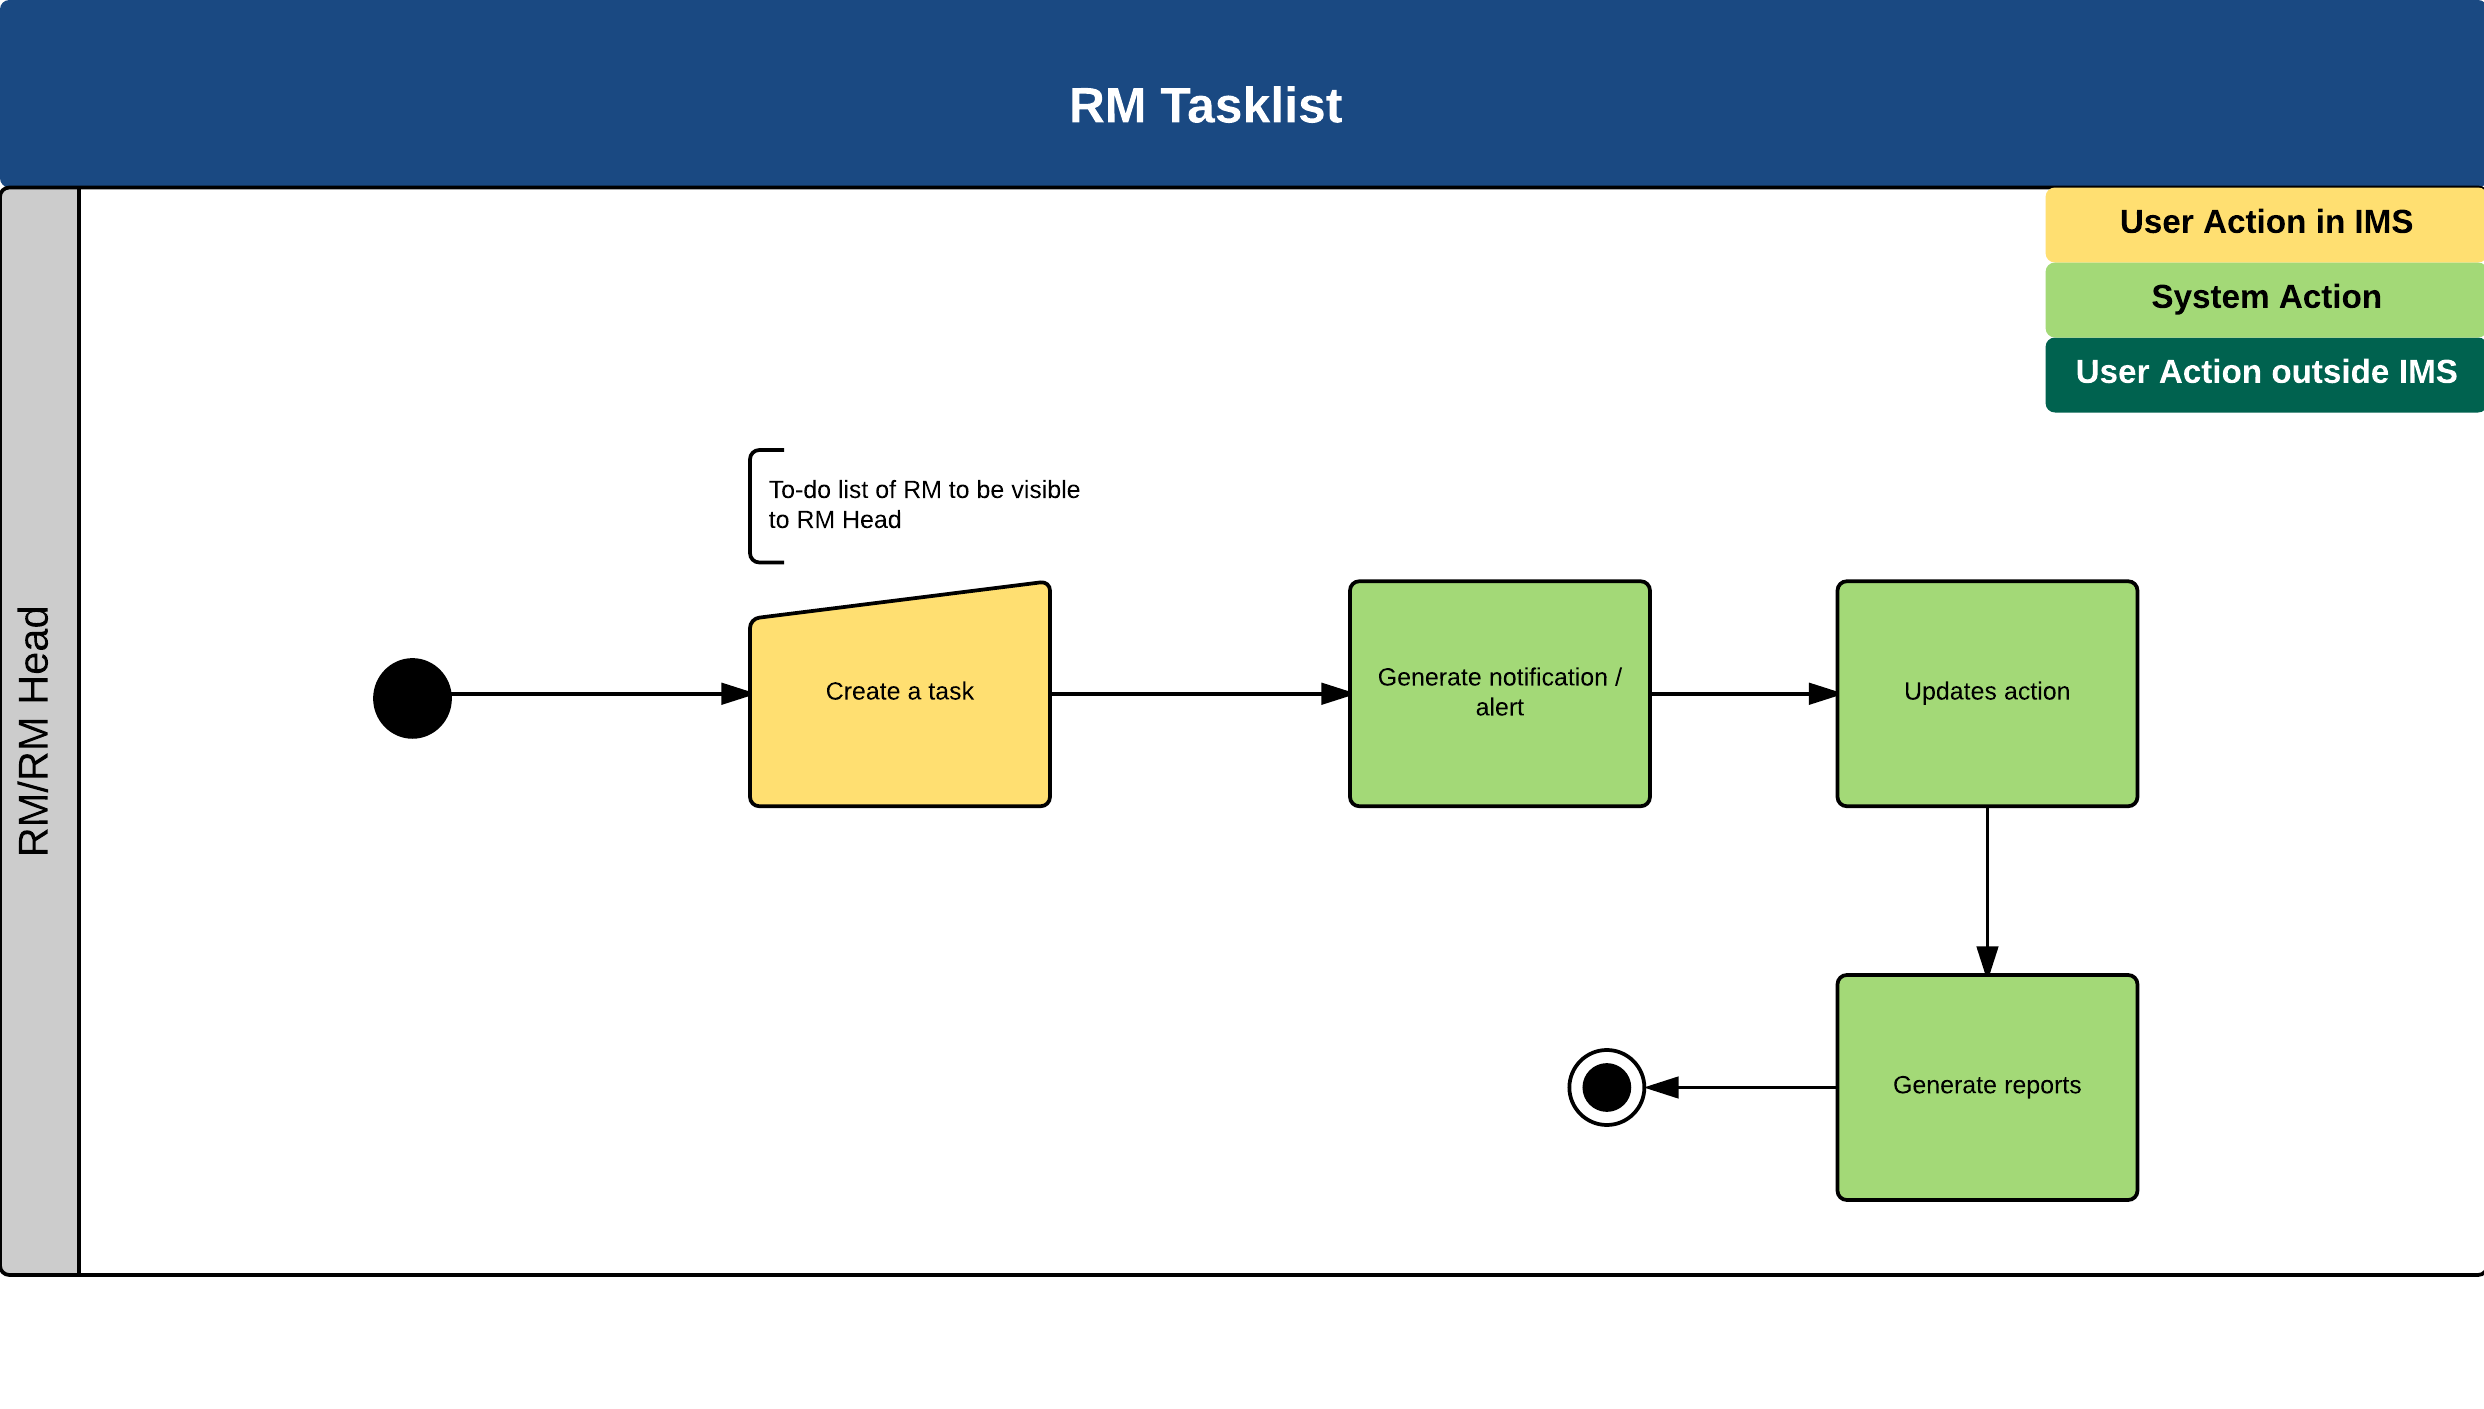 RM Tasklist
User Action in IMS
System Action
User Action outside IMS
RM/RM Head
To-do list of RM to be visible
to RM Head
Create a task
Generate notification /
alert
Updates action
Generate reports